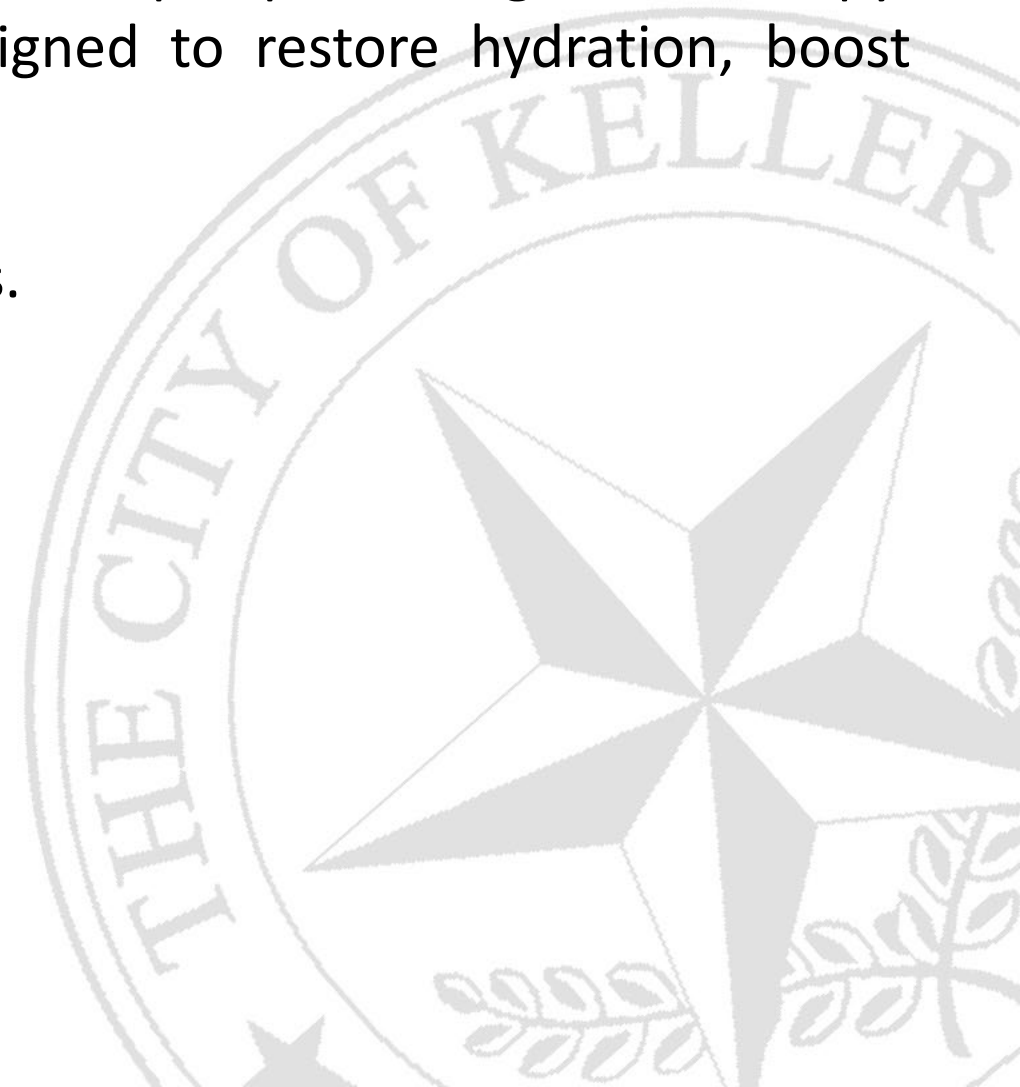 igned to restore hydration, boost
THE CITY OF KELLER
s.